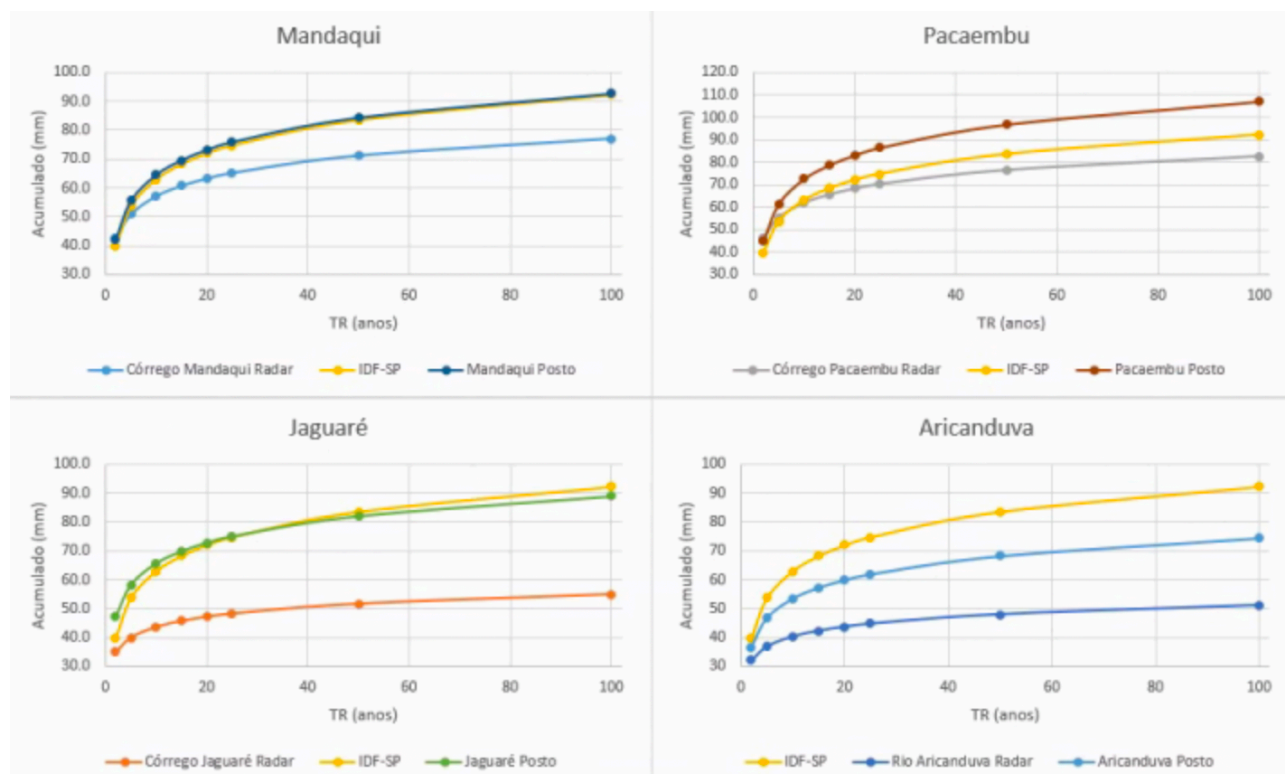 Mandaqui
100.0
90.0
80.0
70.0
60.0
50.0
40.0
30.0
Acumulado (mm)
0 20 40 60 80 100
TR (anos)
Córrego Mandaqui Radar IDF-SP Mandaqui Posto
Pacaembu
120.0
110.0
100.0
90.0
80.0
70.0
60.0
50.0
40.0
30.0
Acumulado (mm)
0 20 40 60 80 100
TR (anos)
Córrego Pacaembu Radar IDF-SP Pacaembu Posto
Jaguaré
100.0
90.0
80.0
70.0
60.0
50.0
40.0
30.0
Acumulado (mm)
0 20 40 60 80 100
TR (anos)
Córrego Jaguaré Radar IDF-SP Jaguaré Posto
Aricanduva
100
90
80
70
60
50
40
30
Acumulado (mm)
0 20 40 60 80 100
TR (anos)
IDF-SP Rio Aricanduva Radar Aricanduva Posto